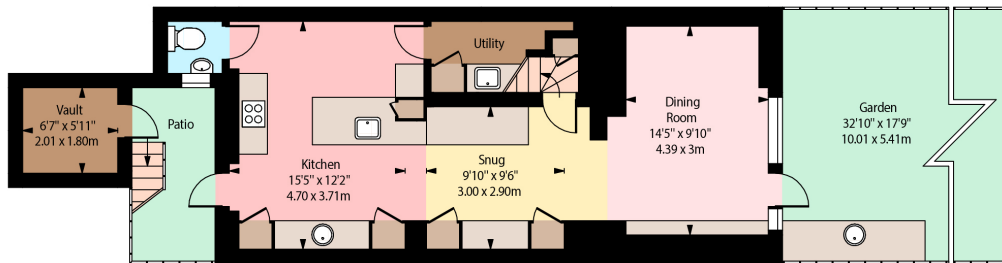 Utility
Vault
6'7" x 5'11"
2.01 x 1.80m
Patio
Kitchen
15'5" x 12'2"
4.70 x 3.71m
Snug
9'10" x 9'6"
3.00 x 2.90m
Dining
Room
14'5" x 9'10"
4.39 x 3m
Garden
32'10" x 17'9"
10.01 x 5.41m